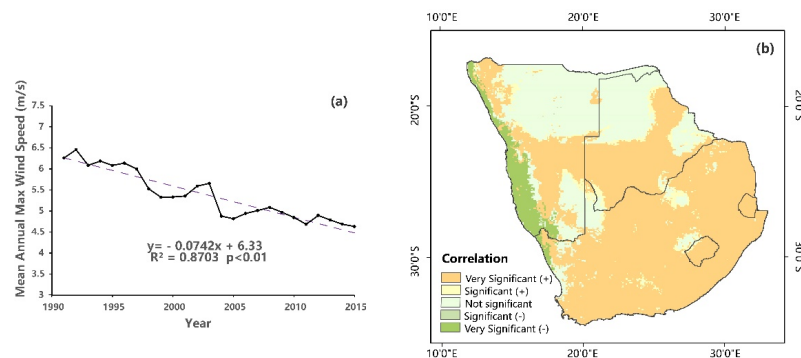 (a)
Mean Annual Max Wind Speed (m/s)
7.5
7
6.5
6
5.5
5
4.5
4
3.5
3
y= - 0.0742x + 6.33
R² = 0.8703 p<0.01
1990 1995 2000 2005 2010 2015
Year
10°0'E 20°0'E 30°0'E
(b)
20°0'S
20°0'S
30°0'S
30°0'S
Correlation
Very Significant (+)
Significant (+)
Not significant
Significant (-)
Very Significant (-)
10°0'E 20°0'E 30°0'E